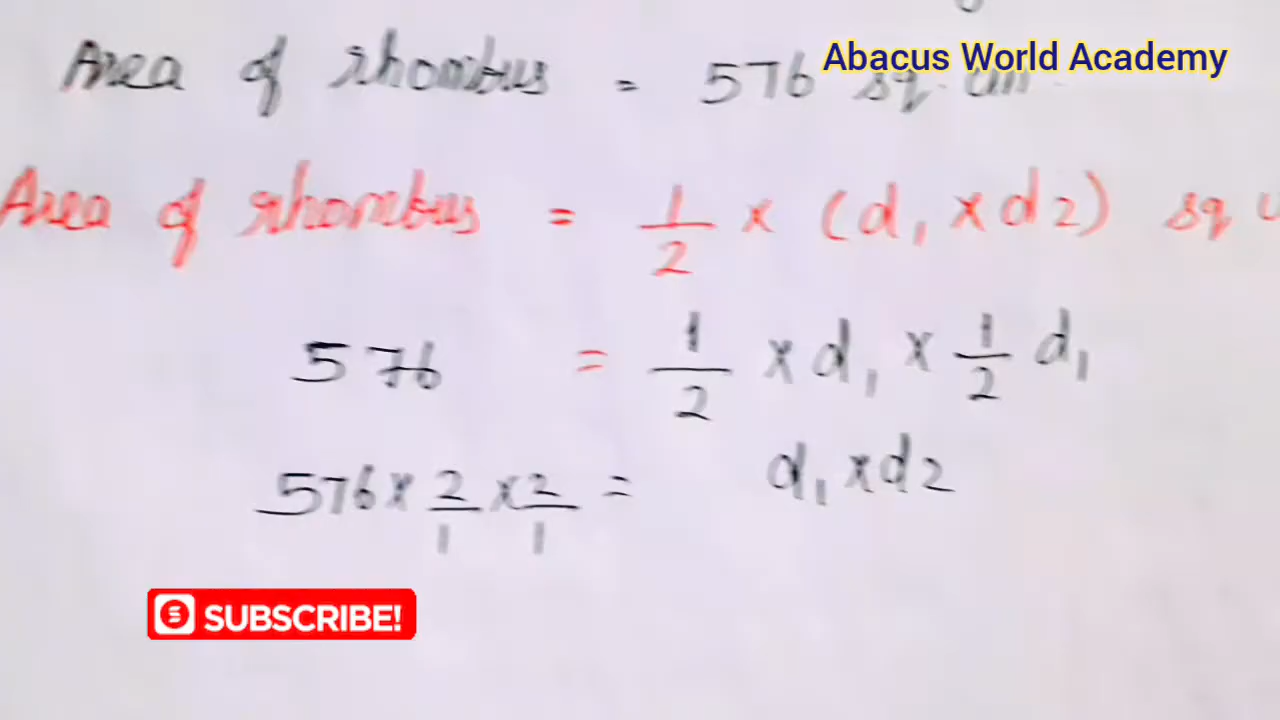 Abacus World Academy
Area of rhombus = 576 sq. cm
Area of rhombus = 1/2 × (d1 × d2) sq
576 = 1/2 × d1 × 1/2 d1
576 × 2/1 × 2/1 = d1 × d2
SUBSCRIBE!